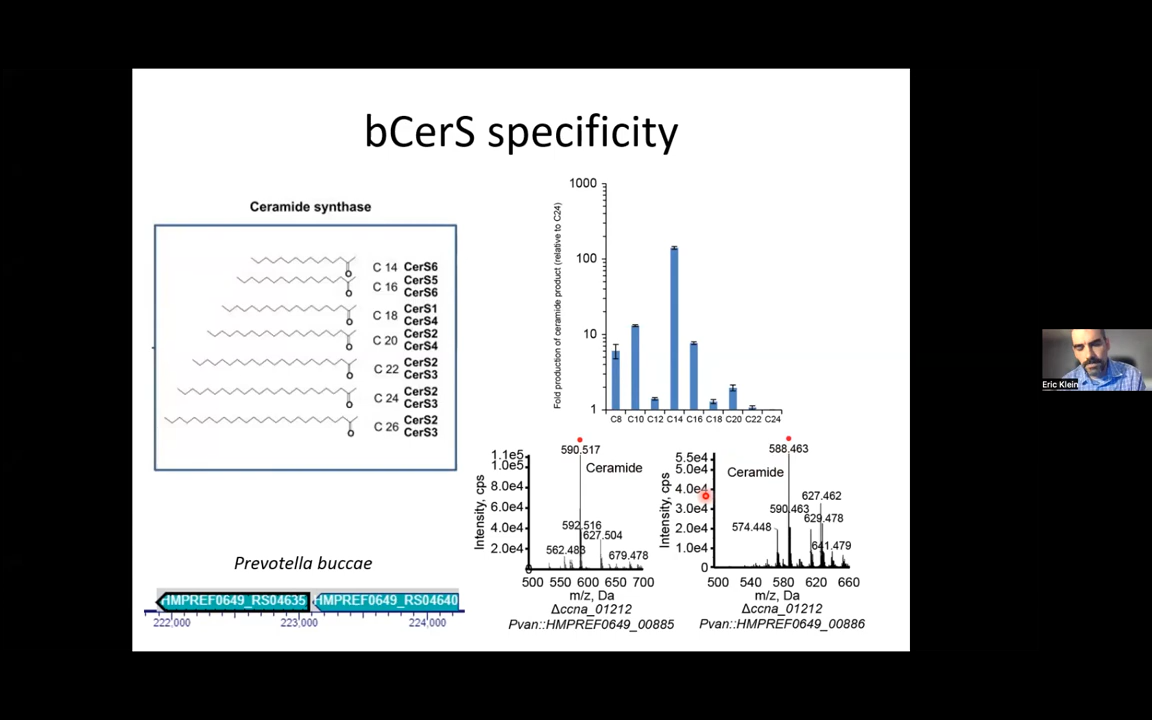 bCerS specificity
Ceramide synthase
C 14 CerS6
C 16 CerS5
CerS6
C 18 CerS1
CerS4
C 20 CerS2
CerS4
C 22 CerS2
CerS3
C 24 CerS2
CerS3
C 26 CerS2
CerS3
O
O
O
O
O
O
O
Fold production of ceramide product (relative to C24)
1000
100
10
1
C8 C10 C12 C14 C16 C18 C20 C22 C24
Intensity, cps
1.1e5
1.0e5
8.0e4
6.0e4
4.0e4
2.0e4
0
590.517
Ceramide
592.516
627.504
562.483
679.478
500 550 600 650 700
m/z, Da
Δccna_01212
Pvan::HMPREF0649_00885
Intensity, cps
5.5e4
5.0e4
4.0e4
3.0e4
2.0e4
1.0e4
0
588.463
Ceramide
627.462
590.463
629.478
574.448
641.479
500 540 580 620 660
m/z, Da
Δccna_01212
Pvan::HMPREF0649_00886
Prevotella buccae
HMPREF0649_RS04635 HMPREF0649_RS04640
222,000 223,000 224,000
Eric Klein